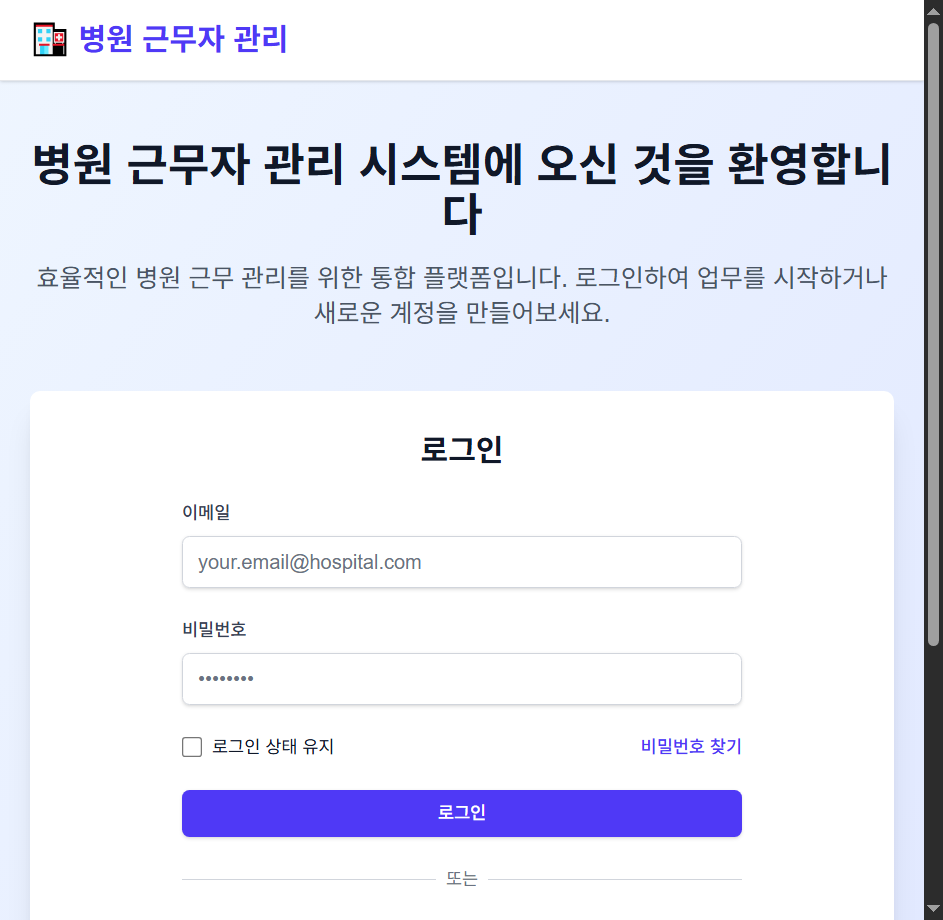 병원 근무자 관리
병원 근무자 관리 시스템에 오신 것을 환영합니
다
효율적인 병원 근무 관리를 위한 통합 플랫폼입니다. 로그인하여 업무를 시작하거나
새로운 계정을 만들어보세요.
로그인
이메일
your.email@hospital.com
비밀번호
••••••••
로그인 상태 유지
비밀번호 찾기
로그인
또는